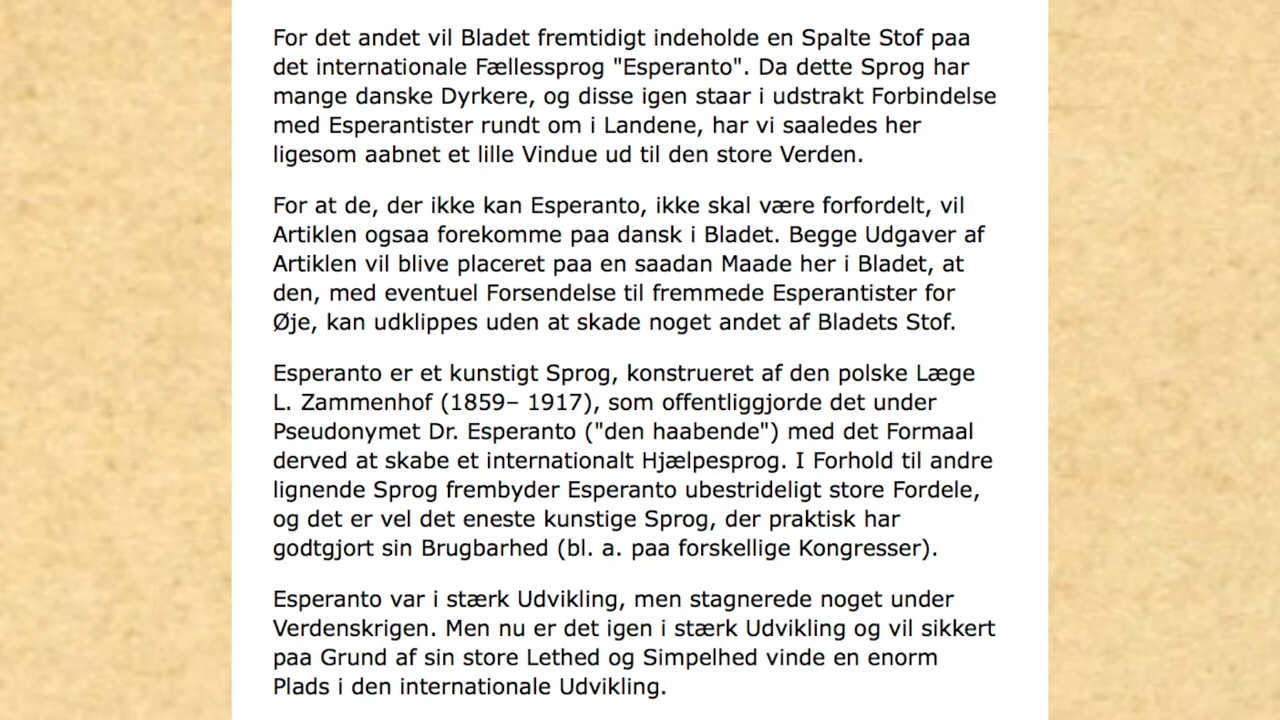 For det andet vil Bladet fremtidigt indeholde en Spalte Stof paa
det internationale Fællessprog "Esperanto". Da dette Sprog har
mange danske Dyrkere, og disse igen staar i udstrakt Forbindelse
med Esperantister rundt om i Landene, har vi saaledes her
ligesom aabnet et lille Vindue ud til den store Verden.
For at de, der ikke kan Esperanto, ikke skal være forfordelt, vil
Artiklen ogsaa forekomme paa dansk i Bladet. Begge Udgaver af
Artiklen vil blive placeret paa en saadan Maade her i Bladet, at
den, med eventuel Forsendelse til fremmede Esperantister for
Øje, kan udklippes uden at skade noget andet af Bladets Stof.
Esperanto er et kunstigt Sprog, konstrueret af den polske Læge
L. Zammenhof (1859– 1917), som offentliggjorde det under
Pseudonymet Dr. Esperanto ("den haabende") med det Formaal
derved at skabe et internationalt Hjælpesprog. I Forhold til andre
lignende Sprog frembyder Esperanto ubestrideligt store Fordele,
og det er vel det eneste kunstige Sprog, der praktisk har
godtgjort sin Brugbarhed (bl. a. paa forskellige Kongresser).
Esperanto var i stærk Udvikling, men stagnerede noget under
Verdenskrigen. Men nu er det igen i stærk Udvikling og vil sikkert
paa Grund af sin store Lethed og Simpelhed vinde en enorm
Plads i den internationale Udvikling.